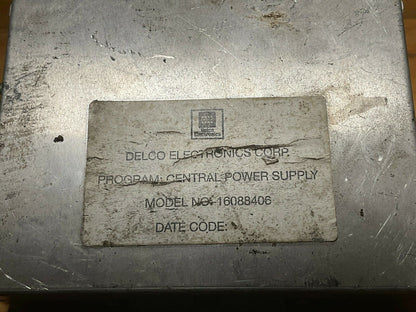 DELCO ELECTRONICS CORP.
PROGRAM: CENTRAL POWER SUPPLY
MODEL NO: 16088406
DATE CODE: